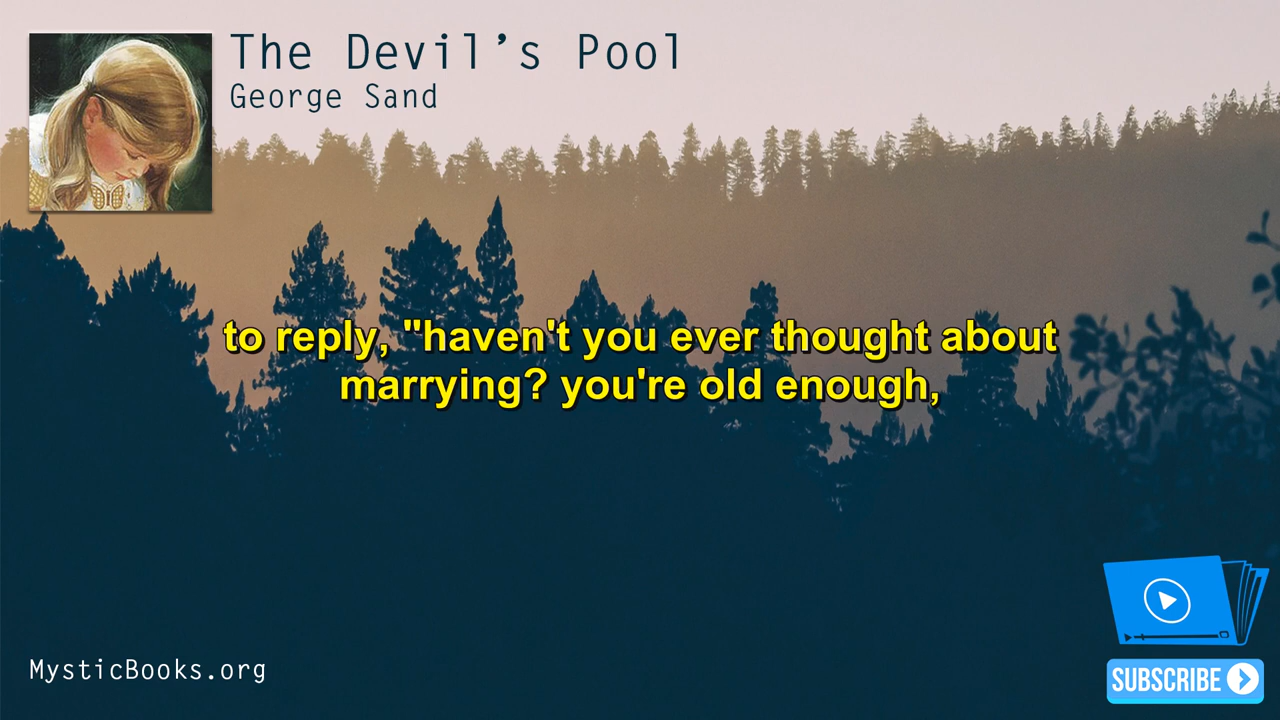 The Devil’s Pool
George Sand
to reply, "haven't you ever thought about
marrying? you're old enough,
MysticBooks.org
SUBSCRIBE